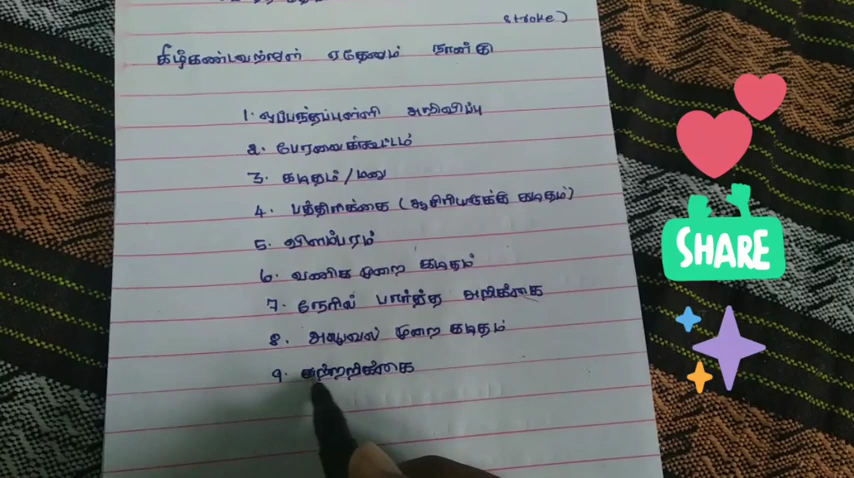 stroke)
கீழ்கண்டவற்றுள் ஏதேனும் நான்கு
1. ஒப்பந்தப்புள்ளி அறிவிப்பு
2. பேரவைக்கூட்டம்
3. கடிதம் / மனு
4. பத்திரிக்கை (ஆசிரியருக்கு கடிதம்)
5. விளம்பரம்
6. வணிக முறை கடிதம்
7. நேரில் பார்த்த அறிக்கை
8. அலுவல் முறை கடிதம்
9. சுற்றறிக்கை
SHARE